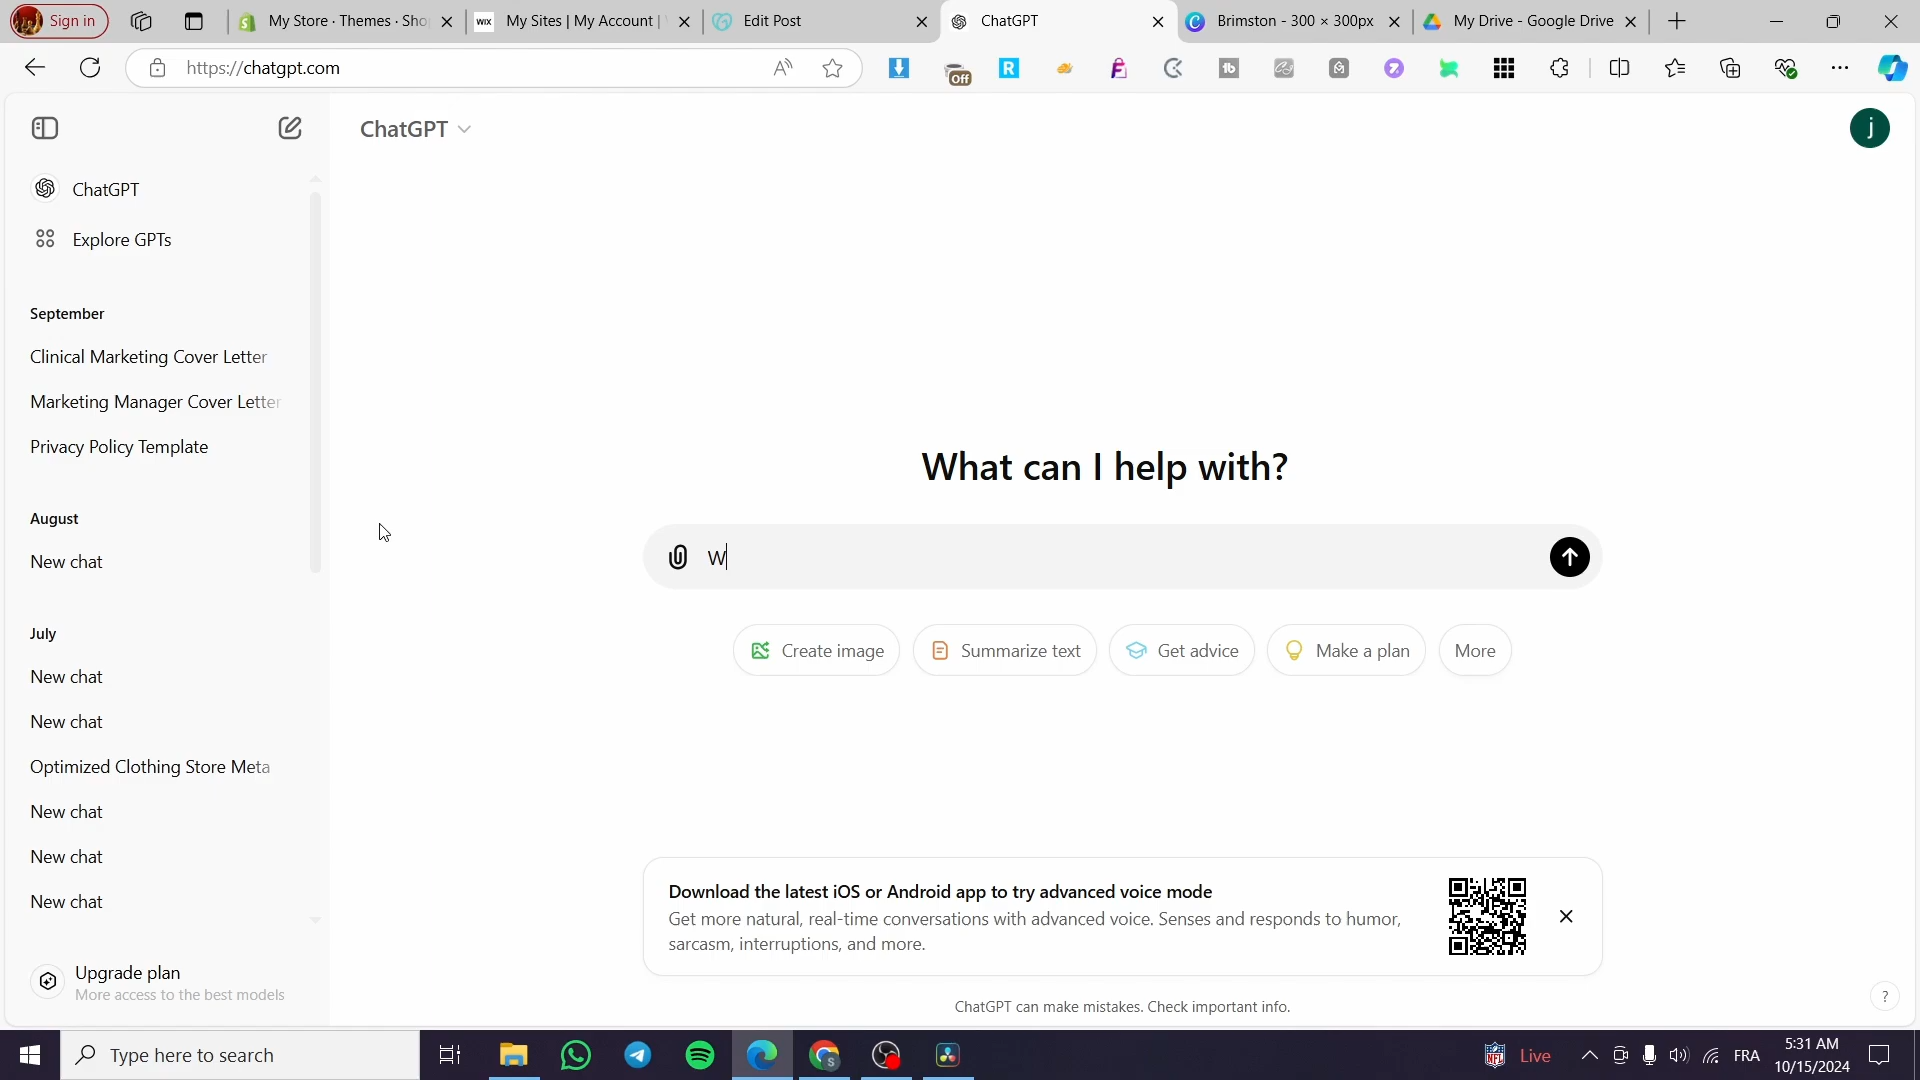 Sign in
My Store · Themes · Sho
WiX
My Sites | My Account |
Edit Post
ChatGPT
Brimston - 300 × 300px
My Drive - Google Drive
https://chatgpt.com
Off
R
tb
ChatGPT
j
ChatGPT
Explore GPTs
September
Clinical Marketing Cover Letter
Marketing Manager Cover Letter
Privacy Policy Template
What can I help with?
August
W
New chat
July
Create image
Summarize text
Get advice
Make a plan
More
New chat
New chat
Optimized Clothing Store Meta
New chat
New chat
New chat
Download the latest iOS or Android app to try advanced voice mode
Get more natural, real-time conversations with advanced voice. Senses and responds to humor,
sarcasm, interruptions, and more.
Upgrade plan
More access to the best models
ChatGPT can make mistakes. Check important info.
?
Type here to search
Live
FRA
5:31 AM
10/15/2024